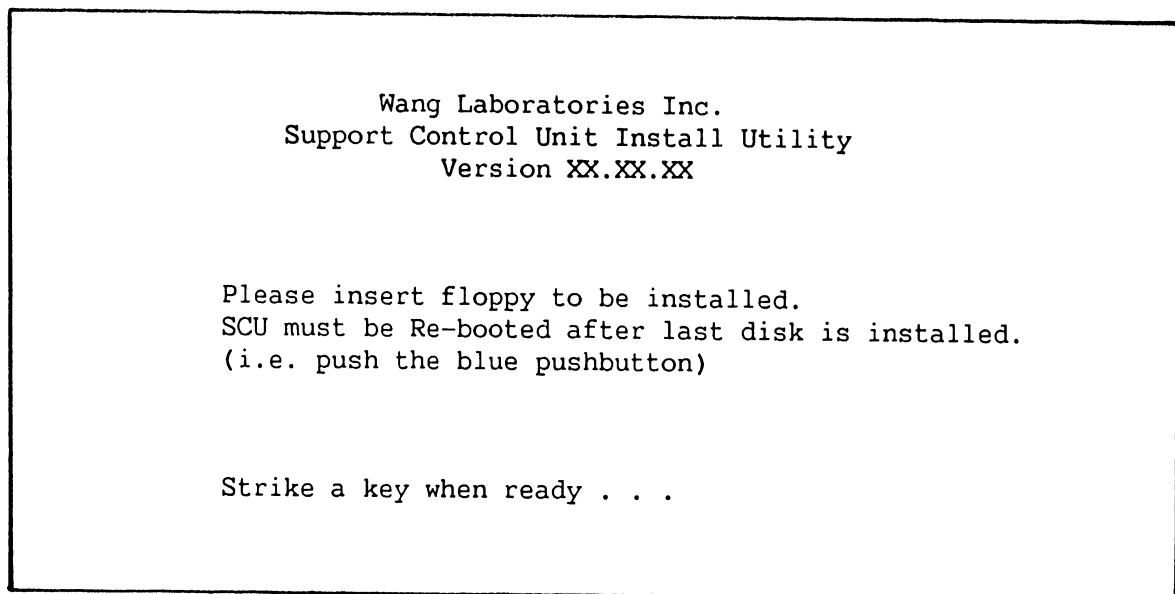 Wang Laboratories Inc.
Support Control Unit Install Utility
Version XX.XX.XX
Please insert floppy to be installed.
SCU must be Re-booted after last disk is installed.
(i.e. push the blue pushbutton)
Strike a key when ready . . .